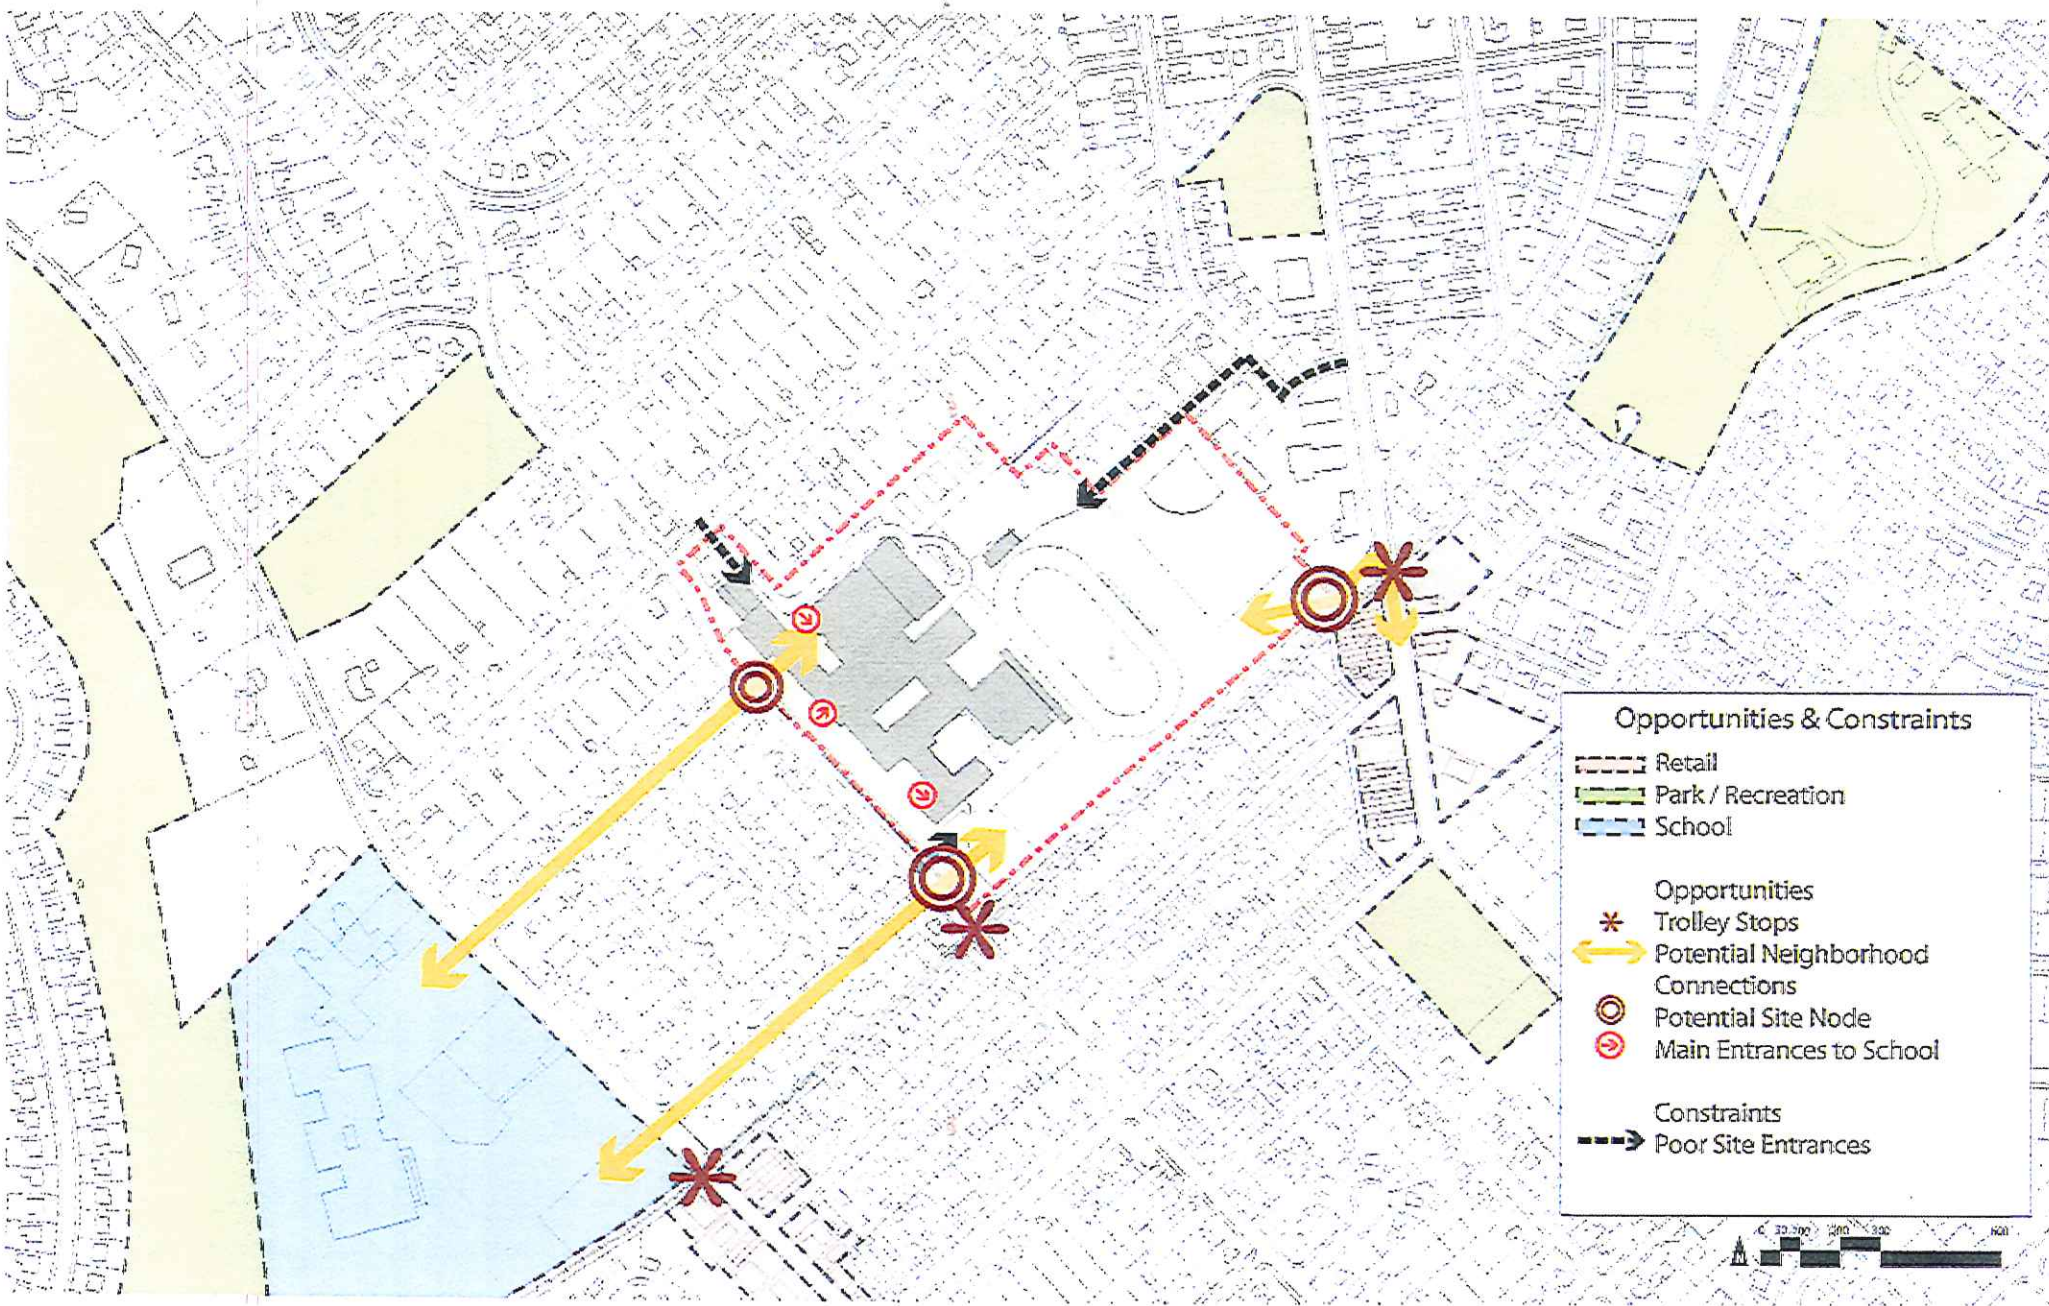 Opportunities & Constraints
Retail
Park / Recreation
School
Opportunities
Trolley Stops
Potential Neighborhood
Connections
Potential Site Node
Main Entrances to School
Constraints
Poor Site Entrances